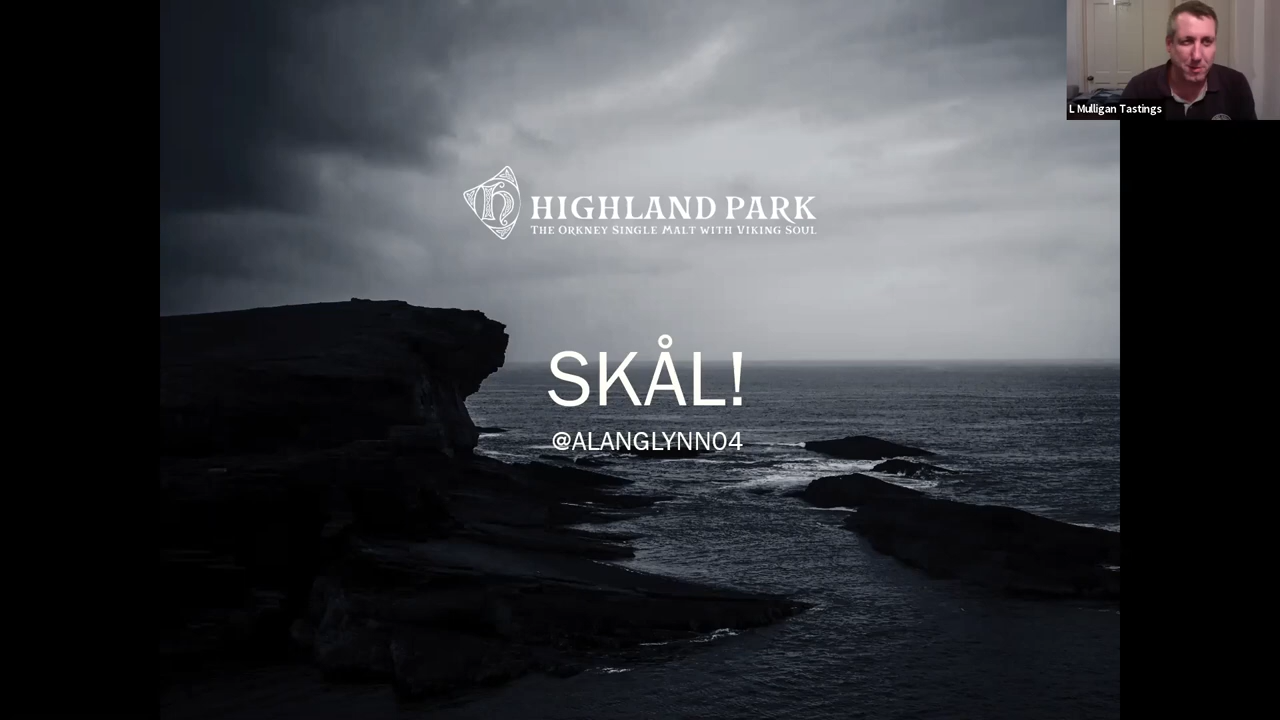 HIGHLAND PARK
THE ORKNEY SINGLE MALT WITH VIKING SOUL
SKÅL!
@ALANGLYNN04
L Mulligan Tastings